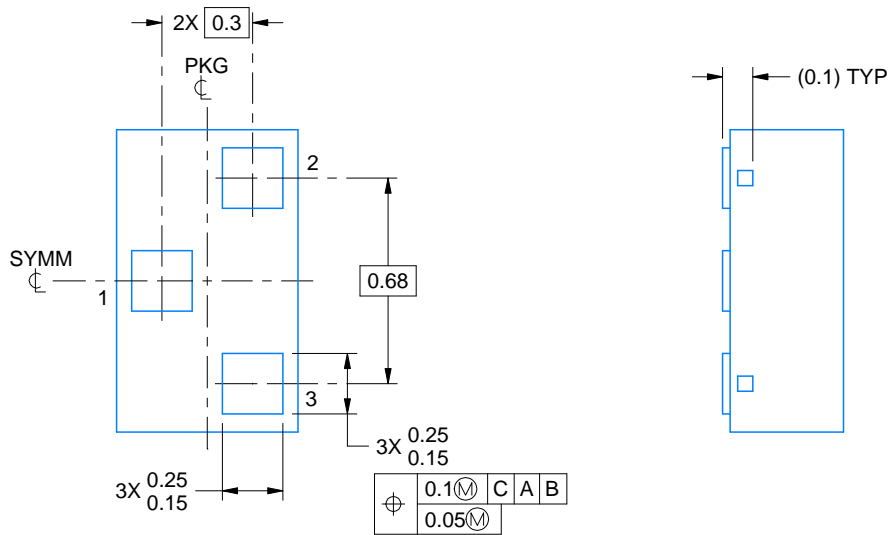 2X 0.3
PKG
℄
(0.1) TYP
2
SYMM
℄
1
0.68
3
3X 0.25
0.15
3X 0.25
0.15
⌖ 0.1Ⓜ C A B
0.05Ⓜ